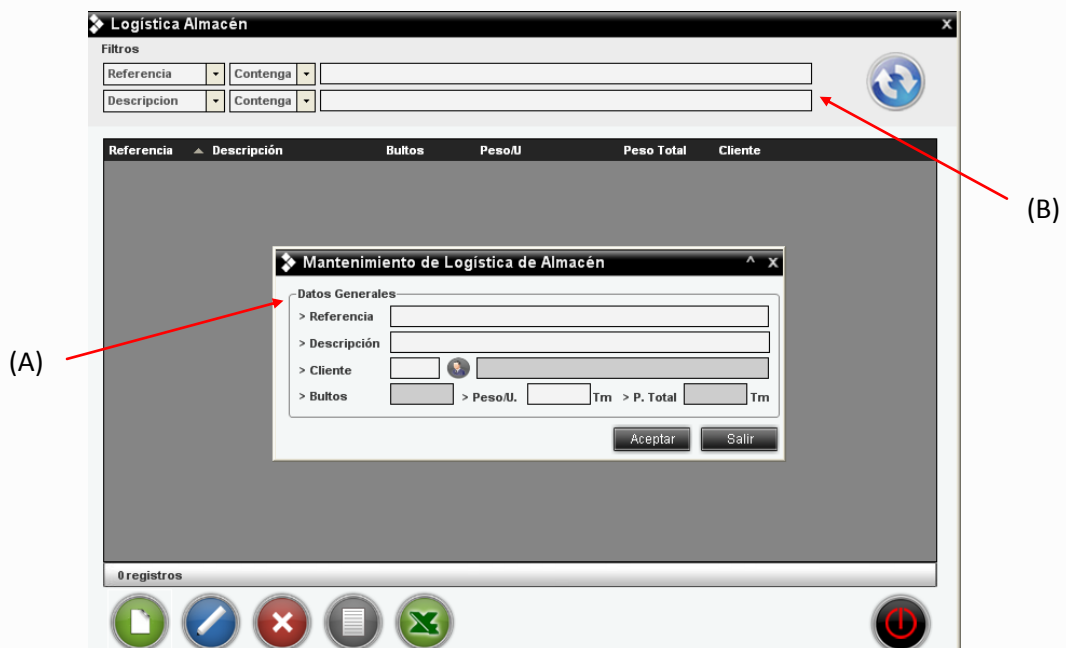 Logística Almacén x
Filtros
Referencia Contenga
Descripcion Contenga
(B)
Referencia Descripción Bultos Peso/U Peso Total Cliente
Mantenimiento de Logística de Almacén ^ x
Datos Generales
(A)
> Referencia
> Descripción
> Cliente
> Bultos > Peso/U. Tm > P. Total Tm
Aceptar Salir
0 registros